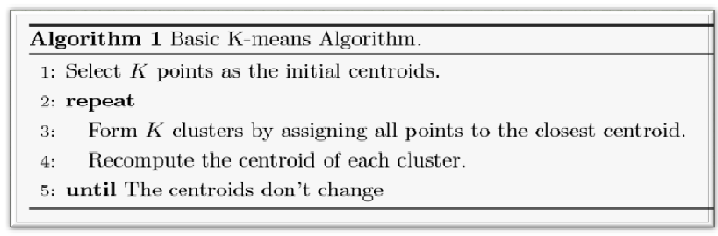 Algorithm 1 Basic K-means Algorithm.
1: Select K points as the initial centroids.
2: repeat
3: Form K clusters by assigning all points to the closest centroid.
4: Recompute the centroid of each cluster.
5: until The centroids don't change